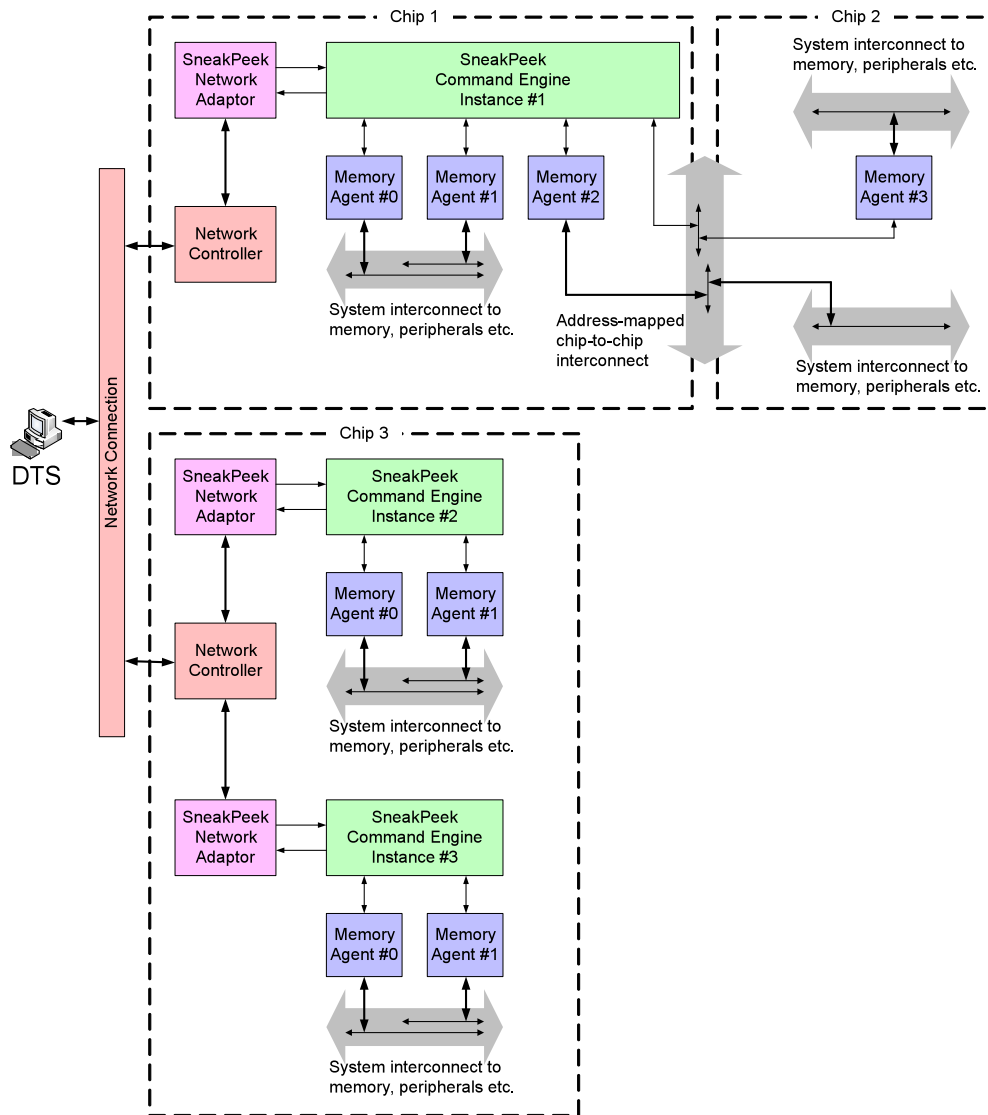 Chip 1
Chip 2
SneakPeek
Network
Adaptor
SneakPeek
Command Engine
Instance #1
System interconnect to
memory, peripherals etc.
Memory
Agent #0
Memory
Agent #1
Memory
Agent #2
Memory
Agent #3
Network
Controller
System interconnect to
memory, peripherals etc.
Address-mapped
chip-to-chip
interconnect
System interconnect to
memory, peripherals etc.
Network Connection
DTS
Chip 3
SneakPeek
Network
Adaptor
SneakPeek
Command Engine
Instance #2
Memory
Agent #0
Memory
Agent #1
Network
Controller
System interconnect to
memory, peripherals etc.
SneakPeek
Network
Adaptor
SneakPeek
Command Engine
Instance #3
Memory
Agent #0
Memory
Agent #1
System interconnect to
memory, peripherals etc.